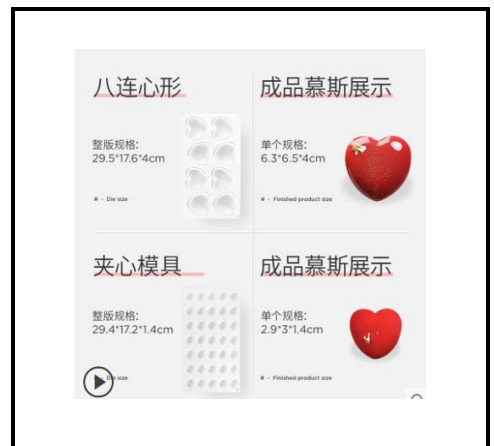 八连心形
整版规格:
29.5*17.6*4cm
# - Die size
成品慕斯展示
单个规格:
6.3*6.5*4cm
# - Finished product size
夹心模具
整版规格:
29.4*17.2*1.4cm
Die size
成品慕斯展示
单个规格:
2.9*3*1.4cm
# - Finished product size